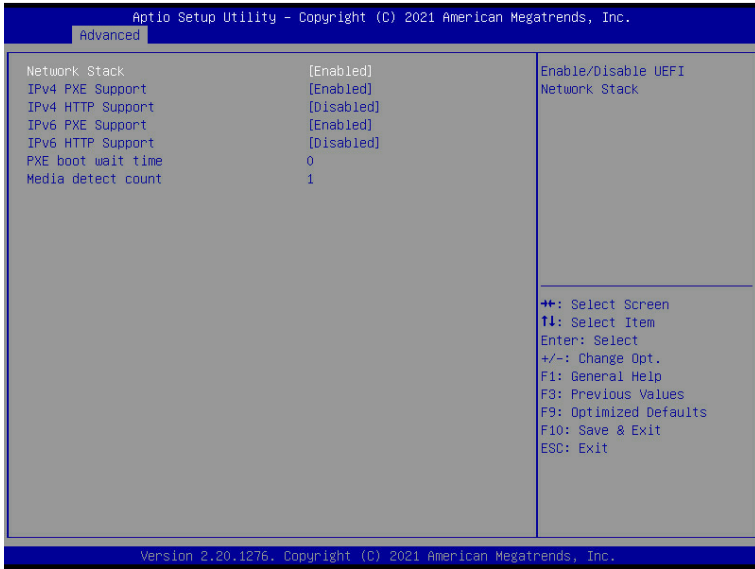 Aptio Setup Utility – Copyright (C) 2021 American Megatrends, Inc.
Advanced
Network Stack [Enabled]
IPv4 PXE Support [Enabled]
IPv4 HTTP Support [Disabled]
IPv6 PXE Support [Enabled]
IPv6 HTTP Support [Disabled]
PXE boot wait time 0
Media detect count 1
Enable/Disable UEFI
Network Stack
→←: Select Screen
↑↓: Select Item
Enter: Select
+/-: Change Opt.
F1: General Help
F3: Previous Values
F9: Optimized Defaults
F10: Save & Exit
ESC: Exit
Version 2.20.1276. Copyright (C) 2021 American Megatrends, Inc.